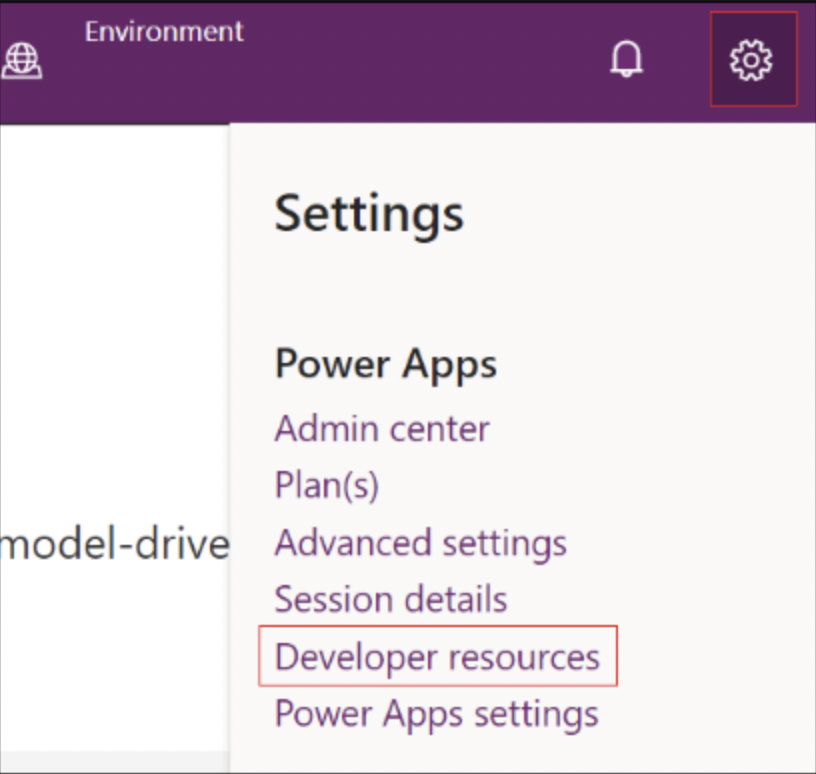 Environment
Settings
Power Apps
Admin center
Plan(s)
model-drive
Advanced settings
Session details
Developer resources
Power Apps settings